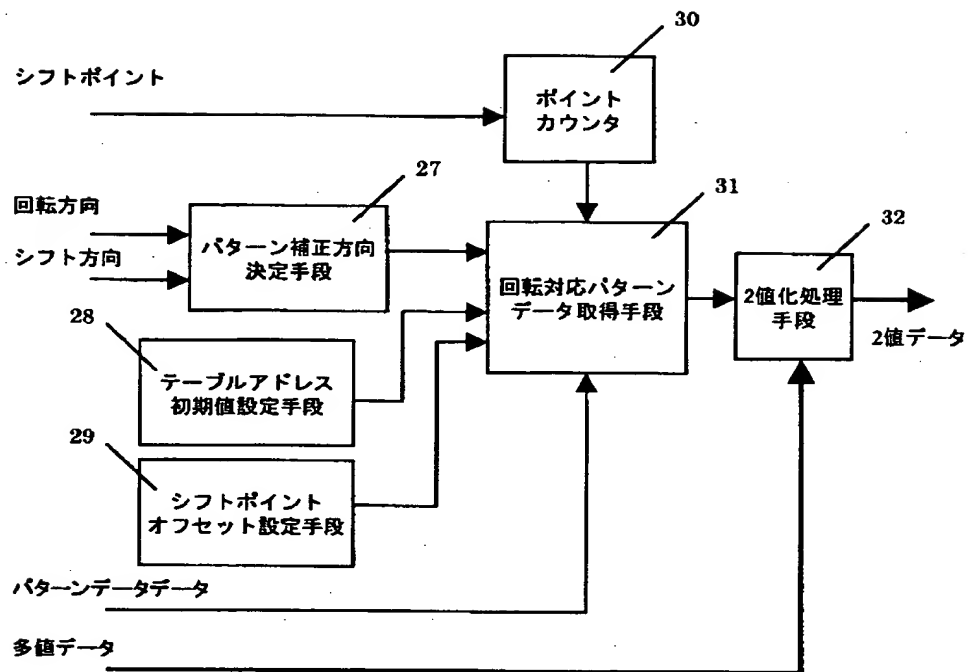 30
シフトポイント
ポイント
カウンタ
27
31
回転方向
シフト方向
パターン補正方向
決定手段
32
回転対応パターン
データ取得手段
2値化処理
手段
2値データ
28
テーブルアドレス
初期値設定手段
29
シフトポイント
オフセット設定手段
パターンデータデータ
多値データ